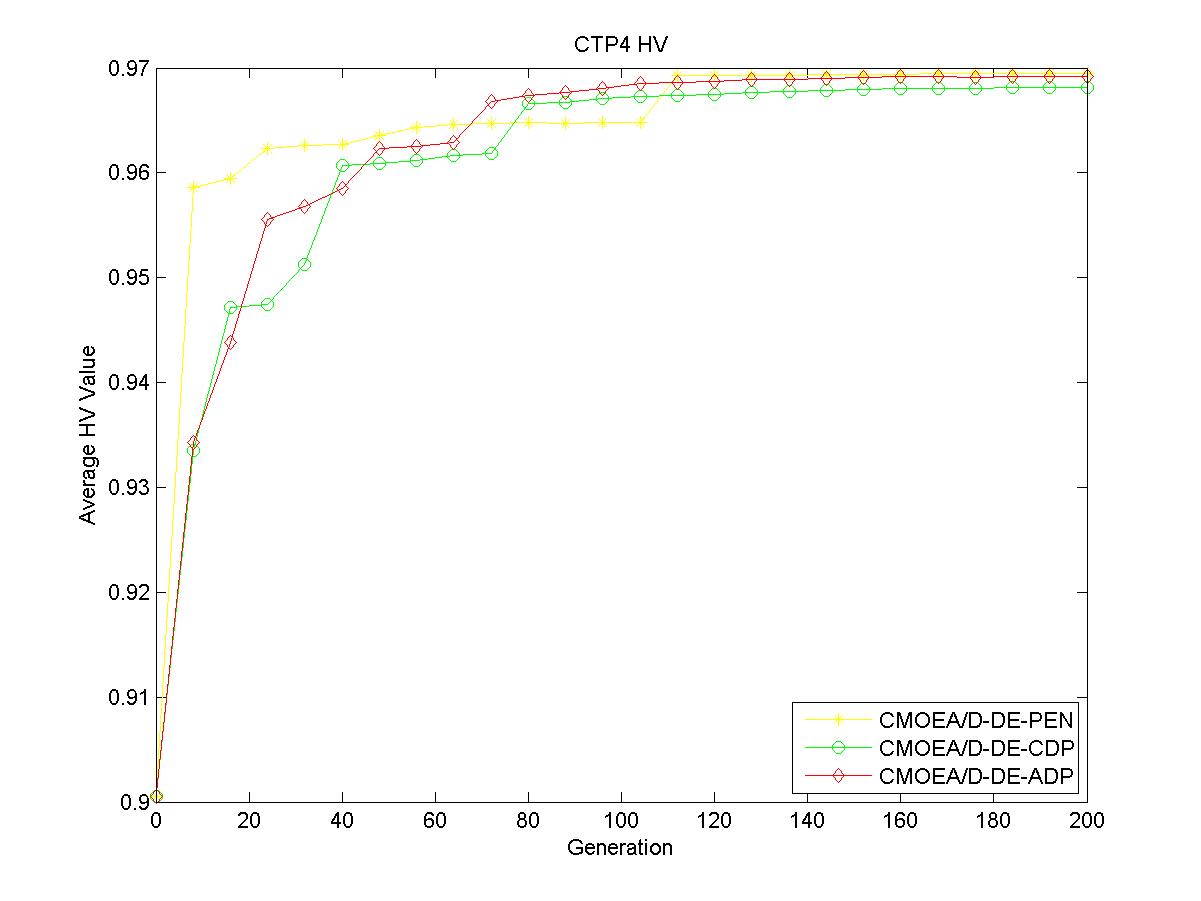 CTP4 HV
0.97
0.96
0.95
0.94
0.93
0.92
0.91
0.9
Average HV Value
0 20 40 60 80 100 120 140 160 180 200
Generation
CMOEA/D-DE-PEN
CMOEA/D-DE-CDP
CMOEA/D-DE-ADP